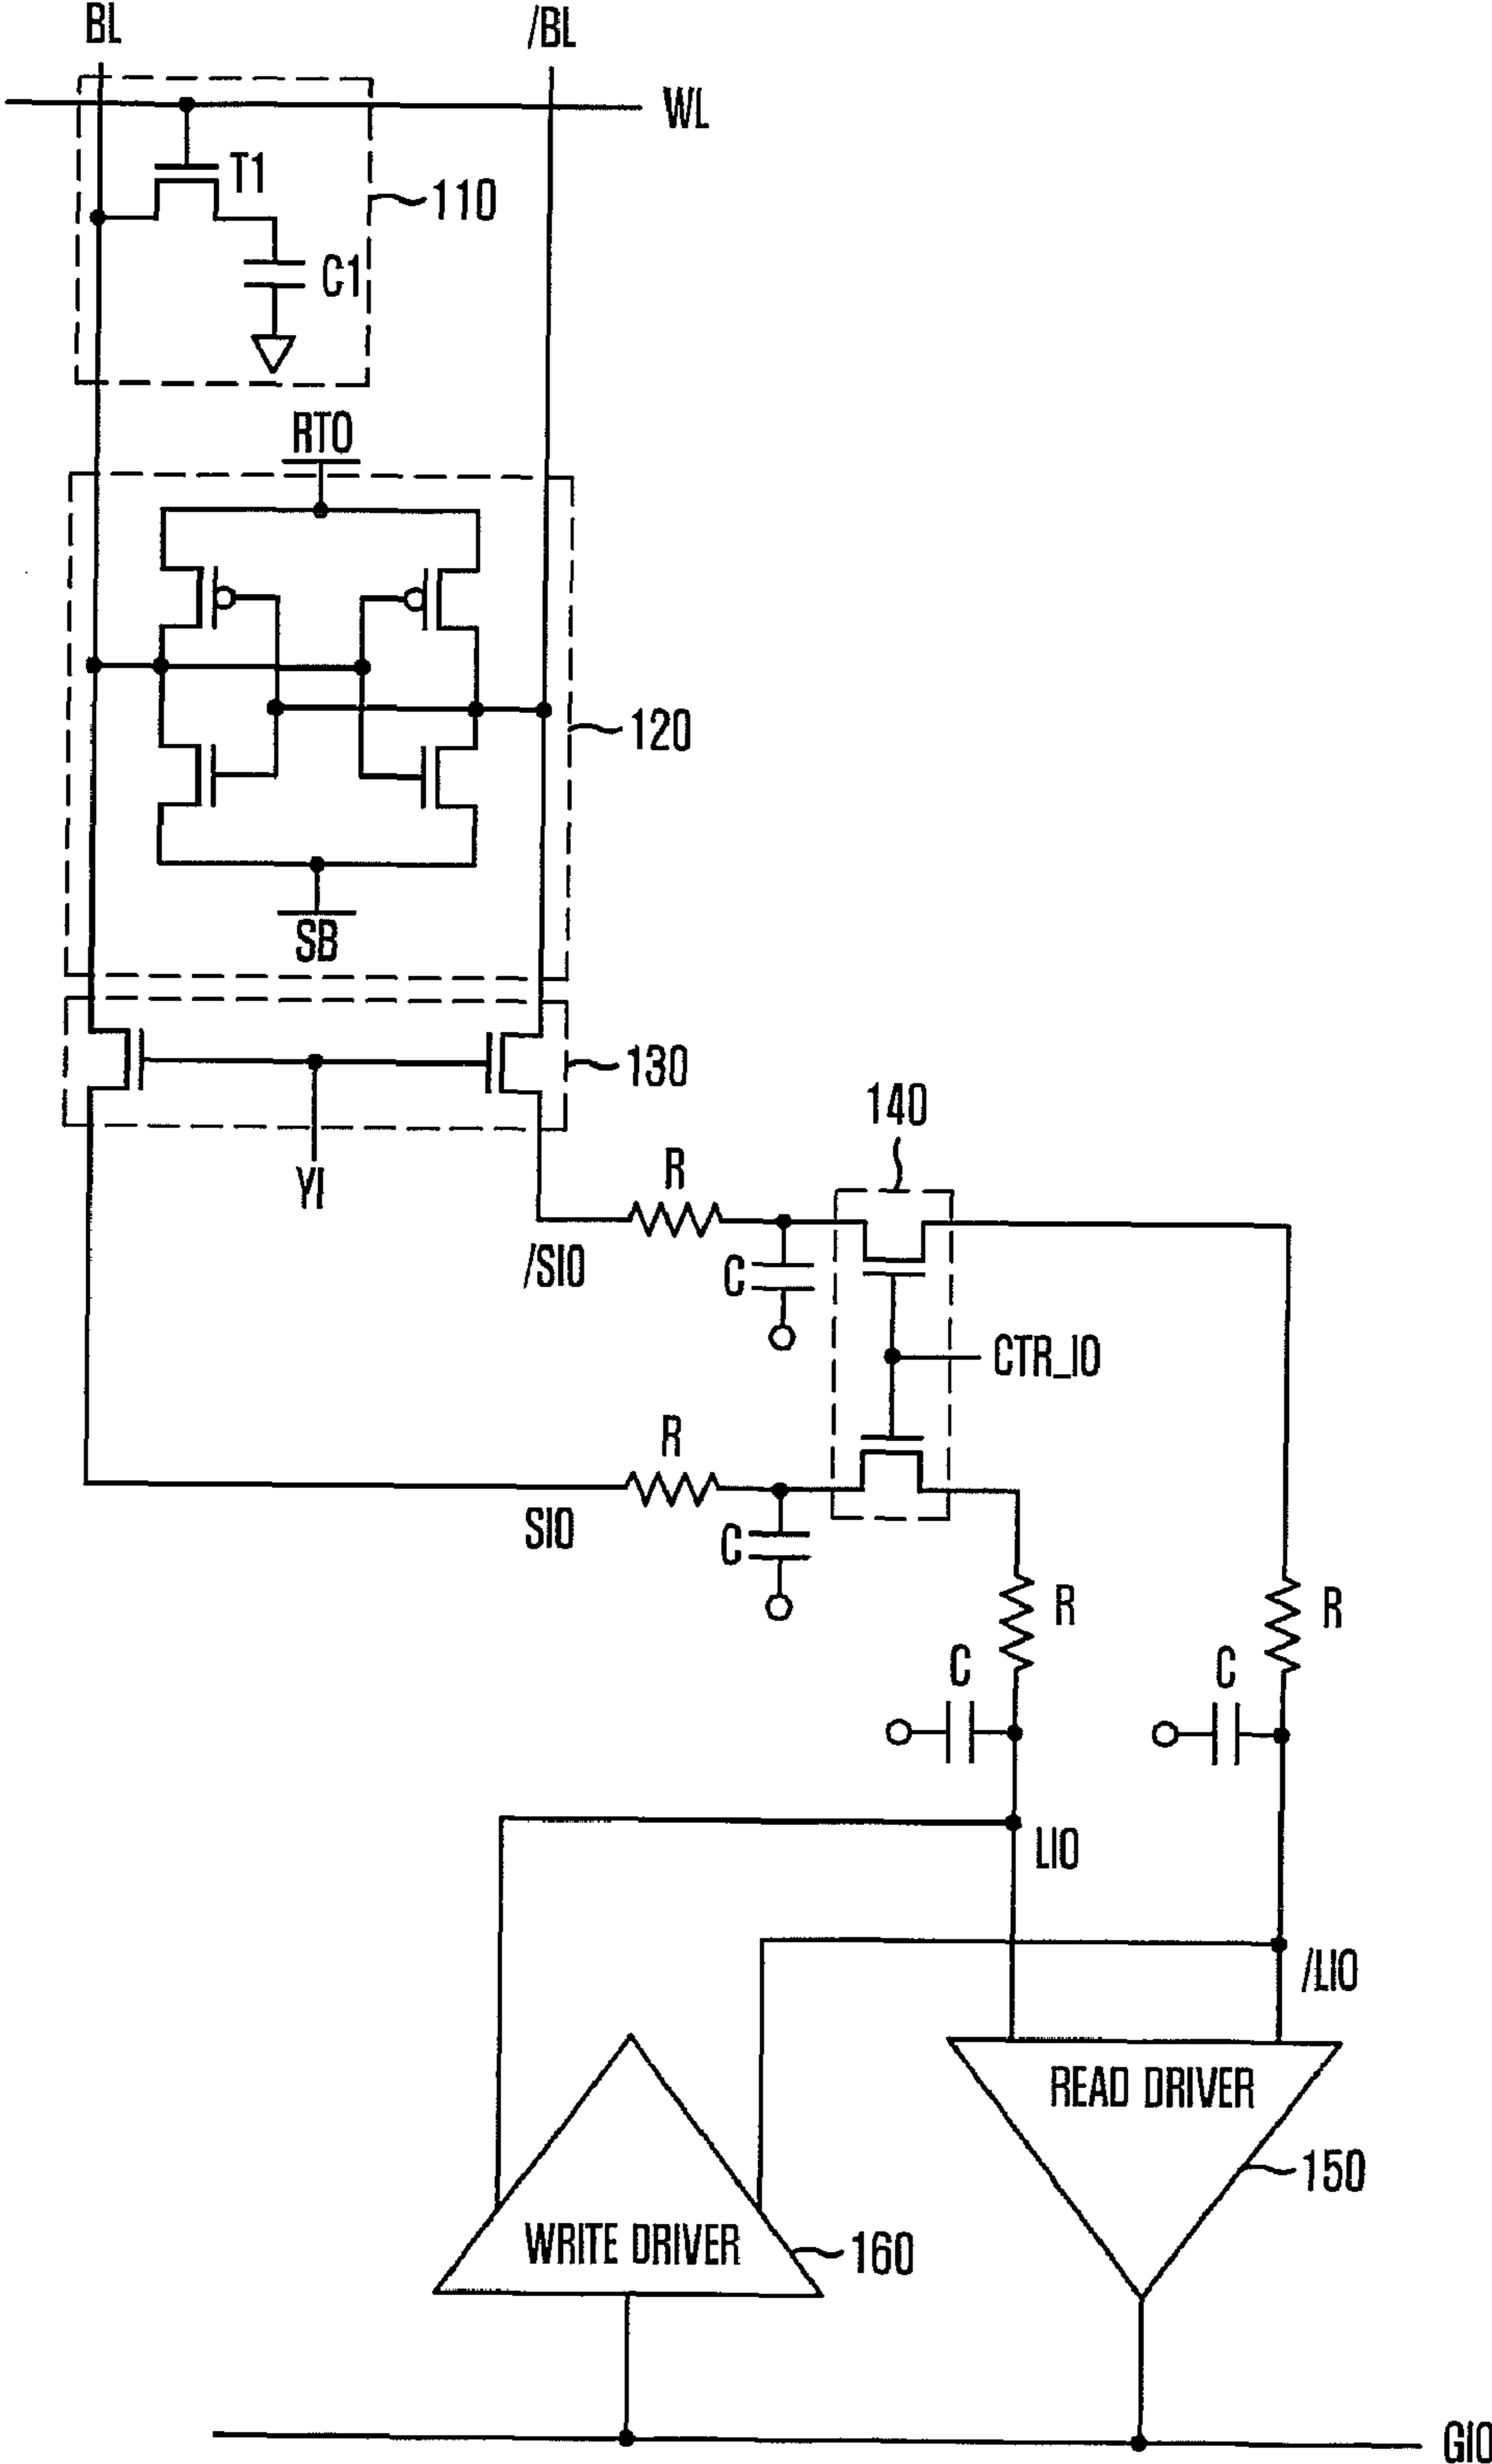 BL
/BL
WL
T1
110
C1
RTO
120
SB
130
YI
140
R
/SIO
C
CTR_IO
R
SIO
C
R
R
C
C
LIO
/LIO
READ DRIVER
150
WRITE DRIVER
160
GIO